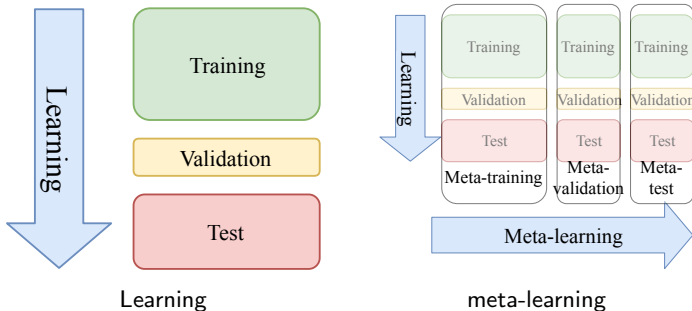 Learning
Training
Validation
Test
Learning
Learning
Training
Training
Training
Validation
Validation
Validation
Test
Test
Test
Meta-training
Meta-
validation
Meta-
test
Meta-learning
meta-learning